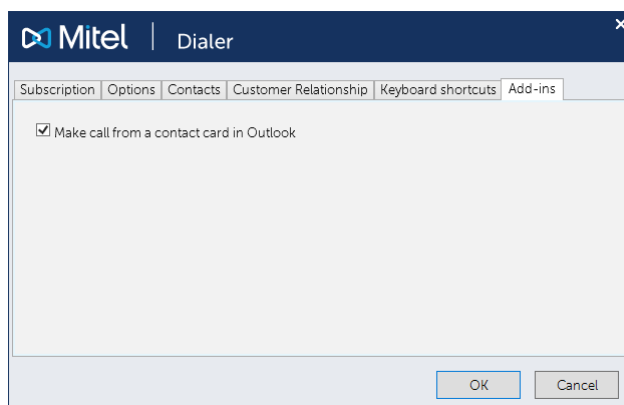 Mitel | Dialer
Subscription Options Contacts Customer Relationship Keyboard shortcuts Add-ins
Make call from a contact card in Outlook
OK Cancel